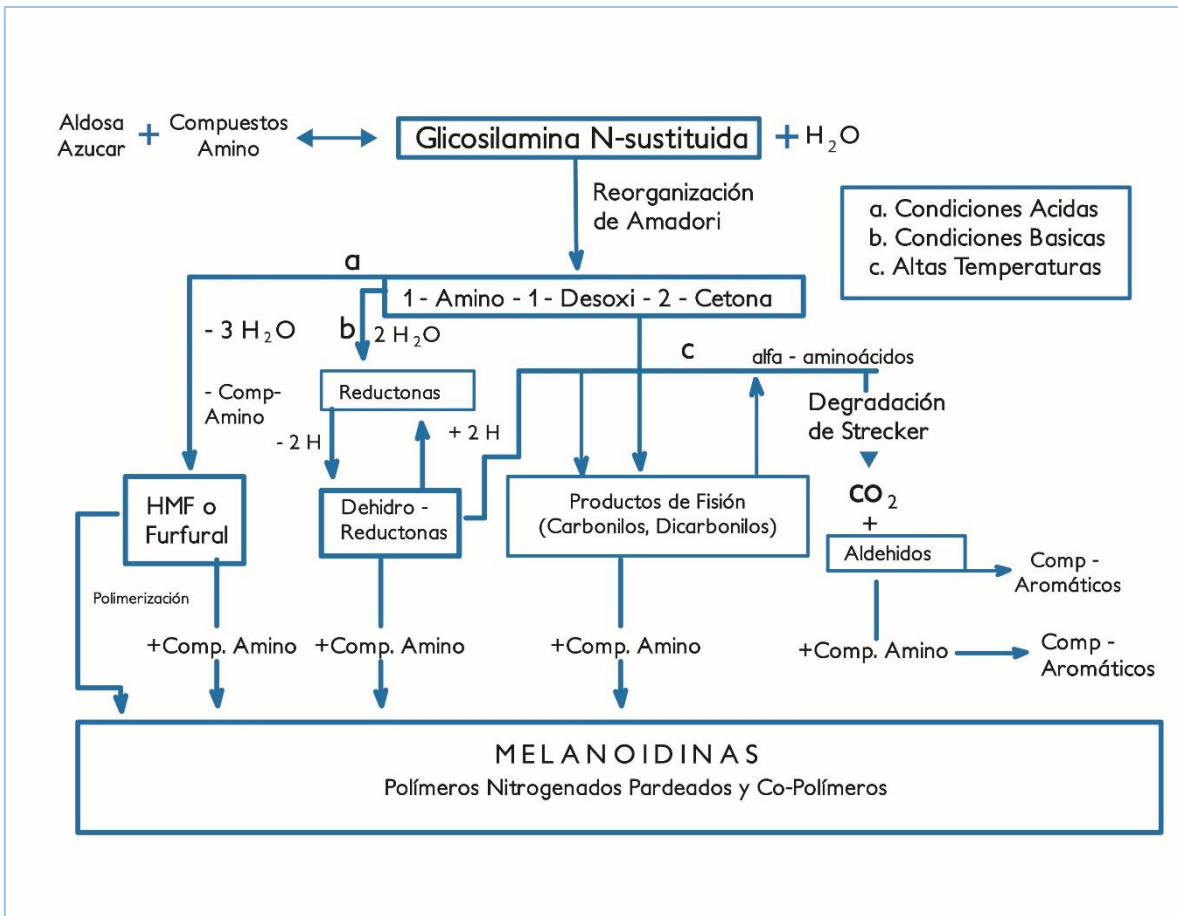 Aldosa
Azucar
+
Compuestos
Amino
Glicosilamina N-sustituida
+ H2O
Reorganización
de Amadori
a. Condiciones Acidas
b. Condiciones Basicas
c. Altas Temperaturas
a
1 - Amino - 1 - Desoxi - 2 - Cetona
- 3 H2O
b
2 H2O
c
alfa - aminoácidos
- Comp-
Amino
Reductonas
Degradación
de Strecker
- 2 H
+ 2 H
HMF o
Furfural
Dehidro -
Reductonas
Productos de Fisión
(Carbonilos, Dicarbonilos)
CO2
+
Aldehidos
Comp -
Aromáticos
Polimerización
+Comp. Amino
+Comp. Amino
+Comp. Amino
+Comp. Amino
Comp -
Aromáticos
MELANOIDINAS
Polímeros Nitrogenados Pardeados y Co-Polímeros